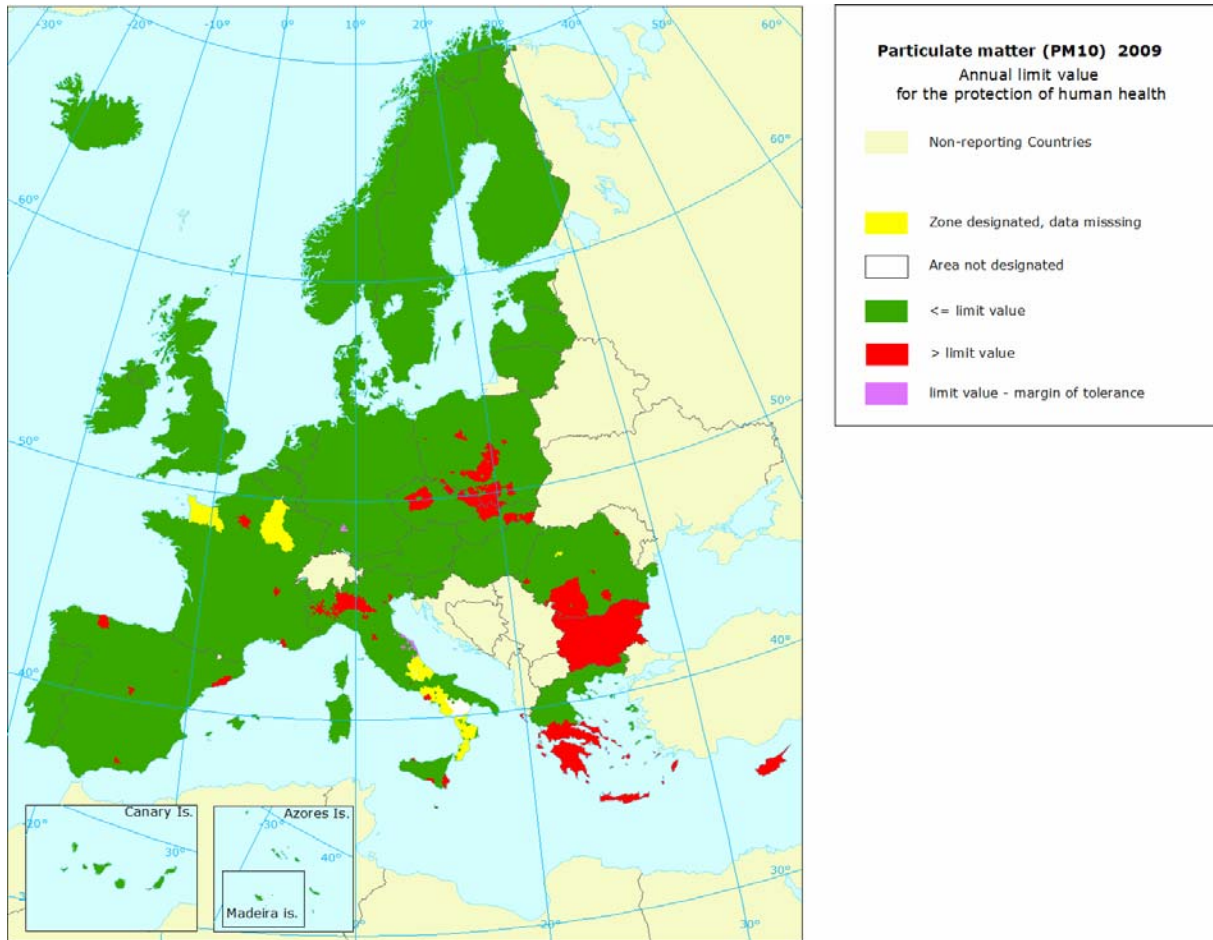 Particulate matter (PM10) 2009
Annual limit value
for the protection of human health
Non-reporting Countries
Zone designated, data misssing
Area not designated
<= limit value
> limit value
limit value - margin of tolerance
-30°
-20°
-10°
0°
10°
20°
30°
40°
50°
60°
70°
60°
60°
50°
50°
40°
40°
30°
20°
30°
Canary Is.
-20°
30°
Azores Is.
-30°
40°
Madeira is.